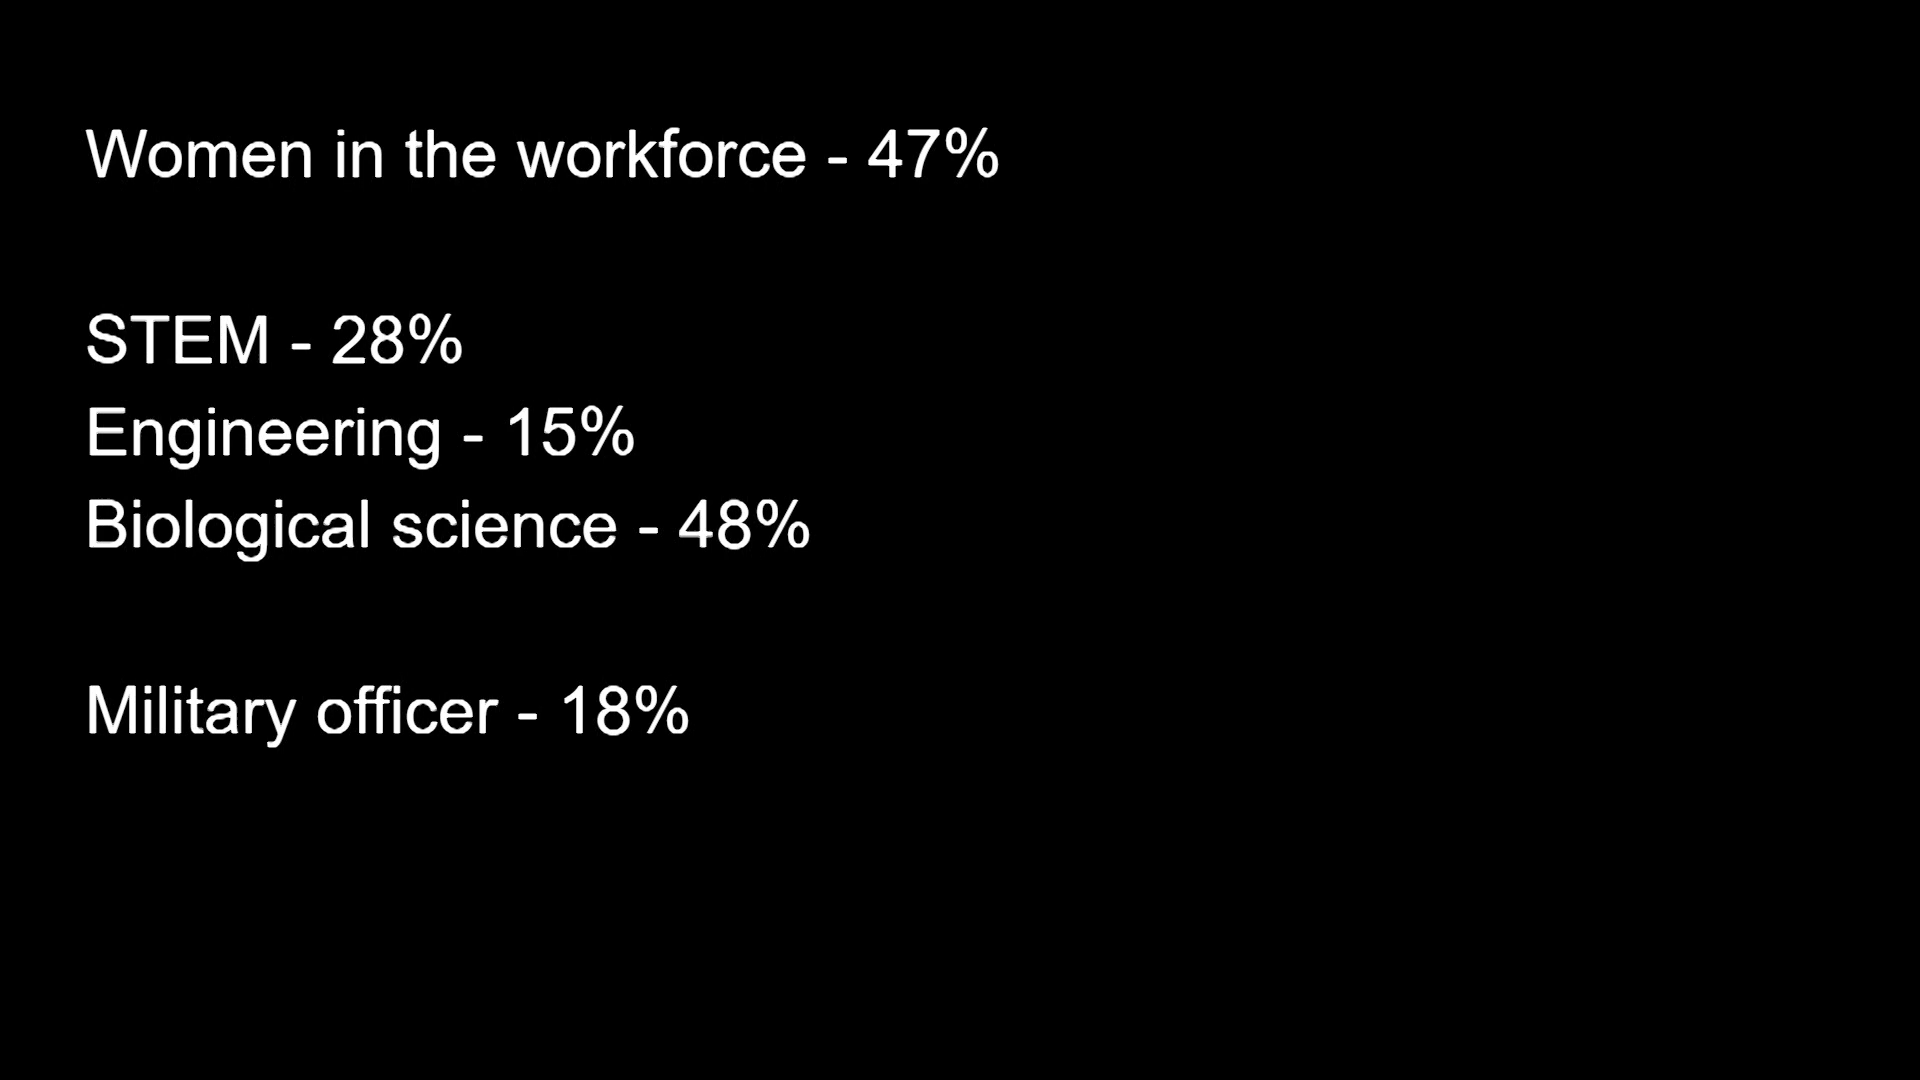 Women in the workforce - 47%
STEM - 28%
Engineering - 15%
Biological science - 48%
Military officer - 18%